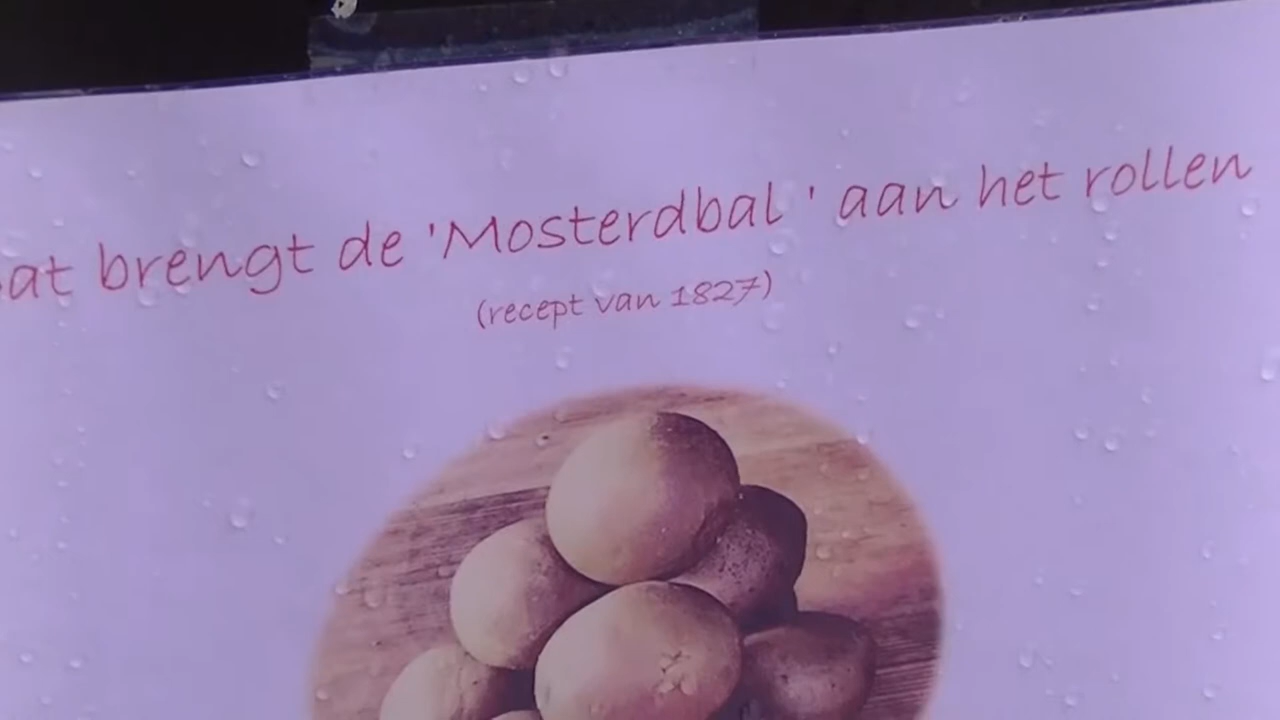 brengt de 'Mosterdbal ' aan het rollen
(recept van 1827)